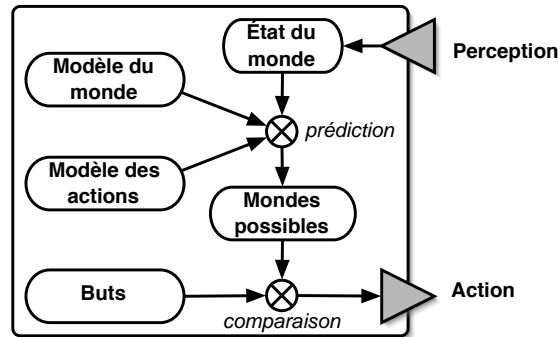 État du
monde
Perception
Modèle du
monde
prédiction
Modèle des
actions
Mondes
possibles
Buts
Action
comparaison